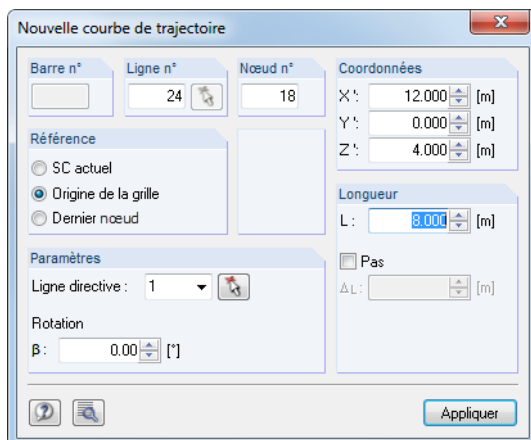 Nouvelle courbe de trajectoire
Barre n°
Ligne n°
24
Nœud n°
18
Coordonnées
X': 12.000 [m]
Y': 0.000 [m]
Z': 4.000 [m]
Référence
SC actuel
Origine de la grille
Dernier nœud
Longueur
L: 8.000 [m]
Pas
ΔL: [m]
Paramètres
Ligne directive : 1
Rotation
β: 0.00 [°]
Appliquer